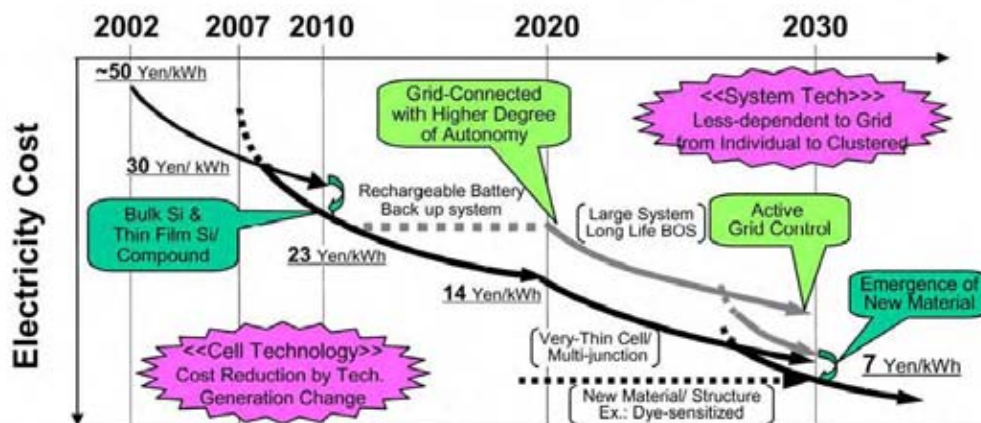 2002 2007 2010 2020 2030
Electricity Cost
~50 Yen/kWh
30 Yen/ kWh
Bulk Si &
Thin Film Si/
Compound
23 Yen/kWh
Rechargeable Battery
Back up system
Grid-Connected
with Higher Degree
of Autonomy
<<System Tech>>>
Less-dependent to Grid
from Individual to Clustered
Large System
Long Life BOS
Active
Grid Control
14 Yen/kWh
Emergence of
New Material
<<Cell Technology>>
Cost Reduction by Tech.
Generation Change
Very-Thin Cell/
Multi-junction
7 Yen/kWh
New Material/ Structure
Ex.: Dye-sensitized